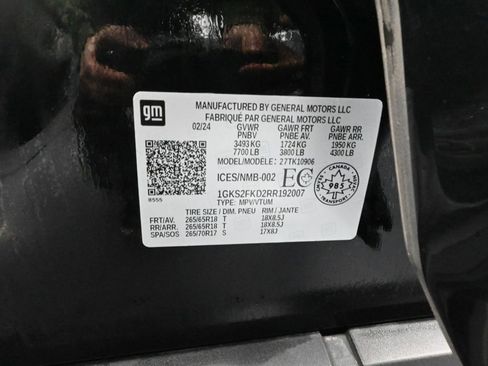 gm
MANUFACTURED BY GENERAL MOTORS LLC
FABRIQUÉ PAR GENERAL MOTORS LLC
02/24 GVWR GAWR FRT GAWR RR
PNBV PNBE AV. PNBE ARR.
3493 KG 1724 KG 1950 KG
7700 LB 3800 LB 4300 LB
MODEL/MODÈLE: 27TK10906
ICES/NMB-002 EC
CANADA
985
TRANSPORT
1GKS2FKD2RR192007
TYPE: MPV/VTUM
8555
TIRE SIZE / DIM. PNEU RIM / JANTE
FRT/AV. 265/65R18 T 18X8.5J
RR/ARR. 265/65R18 T 18X8.5J
SPA/SOS 265/70R17 S 17X8J